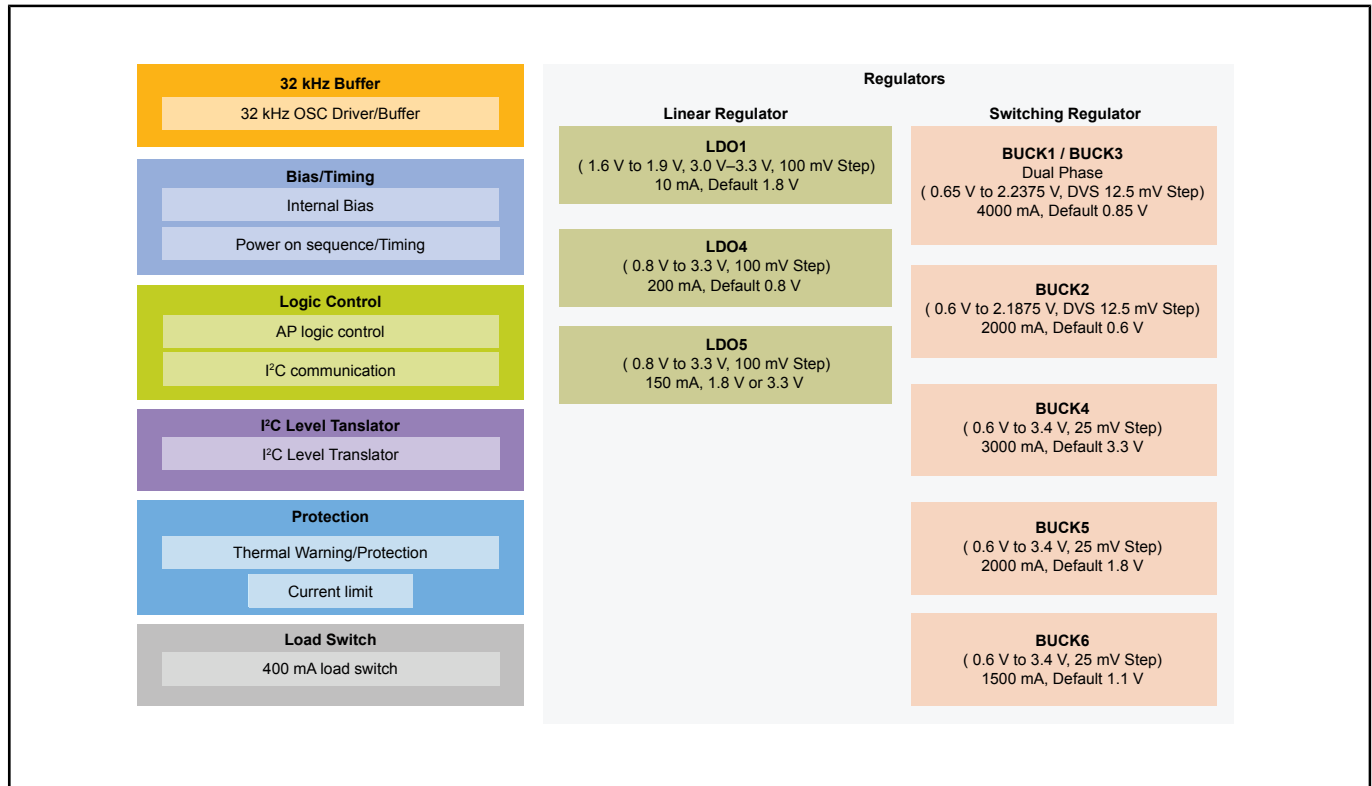 32 kHz Buffer
32 kHz OSC Driver/Buffer
Bias/Timing
Internal Bias
Power on sequence/Timing
Logic Control
AP logic control
I²C communication
I²C Level Tanslator
I²C Level Translator
Protection
Thermal Warning/Protection
Current limit
Load Switch
400 mA load switch
Regulators
Linear Regulator
LDO1
( 1.6 V to 1.9 V, 3.0 V–3.3 V, 100 mV Step)
10 mA, Default 1.8 V
LDO4
( 0.8 V to 3.3 V, 100 mV Step)
200 mA, Default 0.8 V
LDO5
( 0.8 V to 3.3 V, 100 mV Step)
150 mA, 1.8 V or 3.3 V
Switching Regulator
BUCK1 / BUCK3
Dual Phase
( 0.65 V to 2.2375 V, DVS 12.5 mV Step)
4000 mA, Default 0.85 V
BUCK2
( 0.6 V to 2.1875 V, DVS 12.5 mV Step)
2000 mA, Default 0.6 V
BUCK4
( 0.6 V to 3.4 V, 25 mV Step)
3000 mA, Default 3.3 V
BUCK5
( 0.6 V to 3.4 V, 25 mV Step)
2000 mA, Default 1.8 V
BUCK6
( 0.6 V to 3.4 V, 25 mV Step)
1500 mA, Default 1.1 V